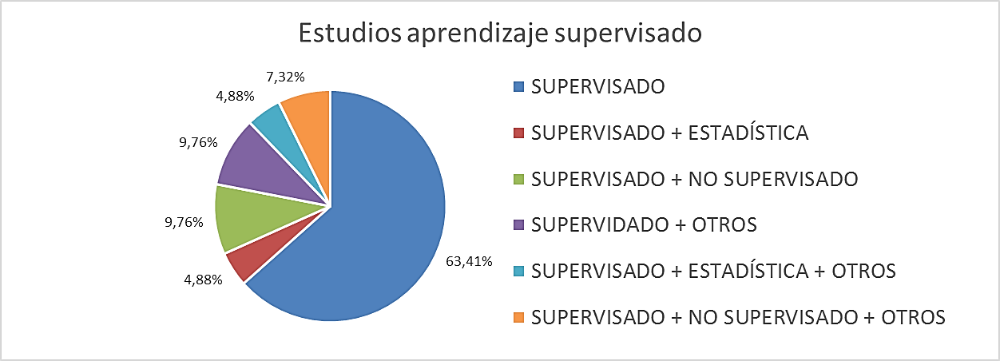 Estudios aprendizaje supervisado
7,32%
4,88%
9,76%
9,76%
4,88%
63,41%
SUPERVISADO
SUPERVISADO + ESTADÍSTICA
SUPERVISADO + NO SUPERVISADO
SUPERVIDADO + OTROS
SUPERVISADO + ESTADÍSTICA + OTROS
SUPERVISADO + NO SUPERVISADO + OTROS